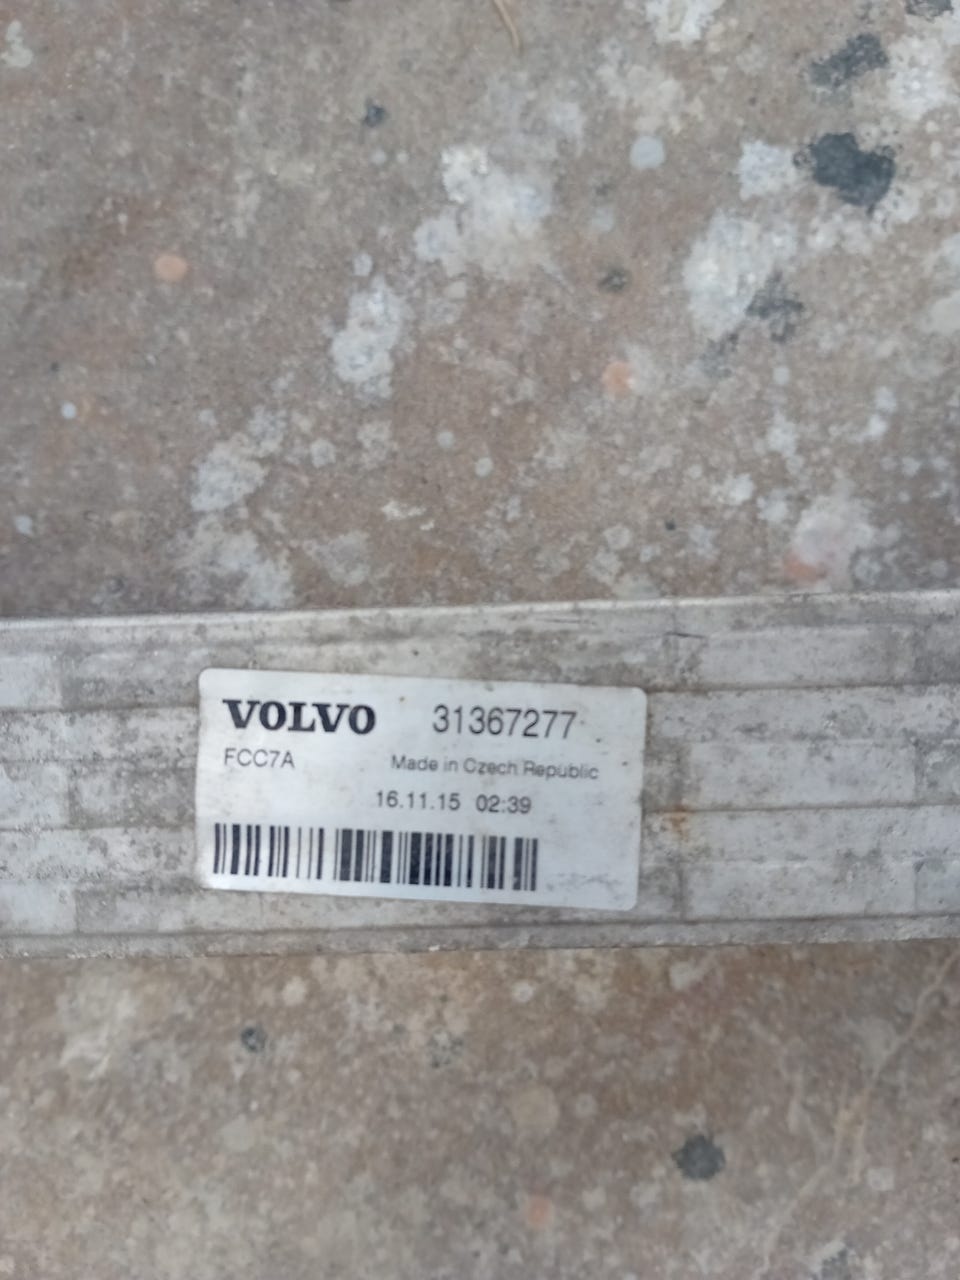 VOLVO 31367277
FCC7A Made in Czech Republic
16.11.15 02:39